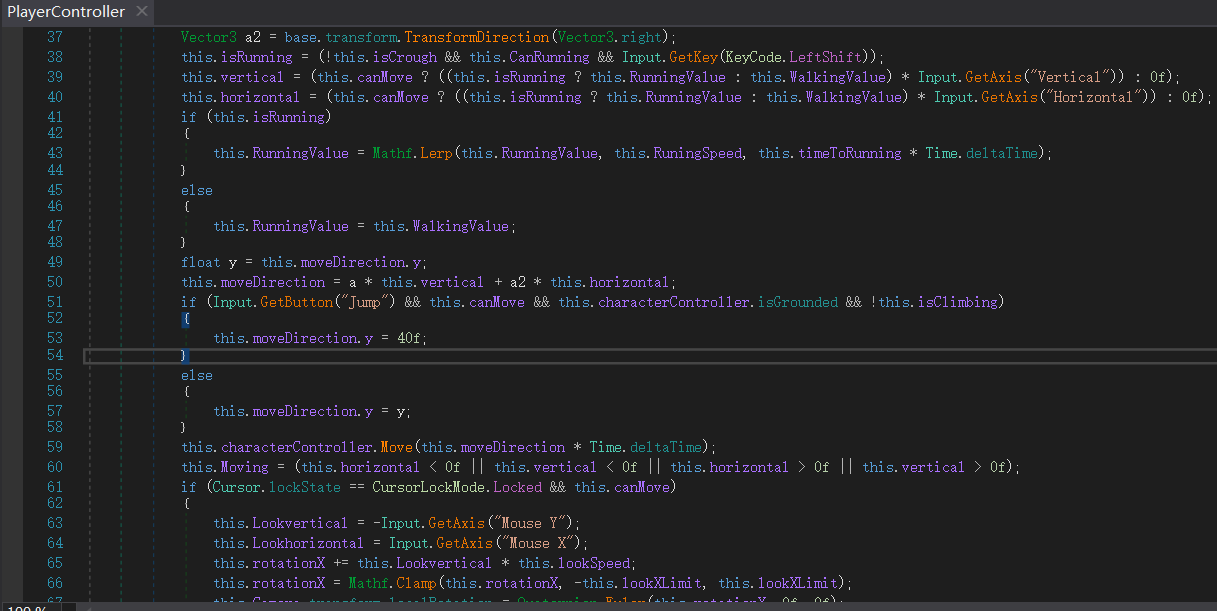 PlayerController ✕
37 Vector3 a2 = base.transform.TransformDirection(Vector3.right);
38 this.isRunning = (!this.isCrough && this.CanRunning && Input.GetKey(KeyCode.LeftShift));
39 this.vertical = (this.canMove ? ((this.isRunning ? this.RunningValue : this.WalkingValue) * Input.GetAxis("Vertical")) : 0f);
40 this.horizontal = (this.canMove ? ((this.isRunning ? this.RunningValue : this.WalkingValue) * Input.GetAxis("Horizontal")) : 0f);
41 if (this.isRunning)
42 {
43 this.RunningValue = Mathf.Lerp(this.RunningValue, this.RuningSpeed, this.timeToRunning * Time.deltaTime);
44 }
45 else
46 {
47 this.RunningValue = this.WalkingValue;
48 }
49 float y = this.moveDirection.y;
50 this.moveDirection = a * this.vertical + a2 * this.horizontal;
51 if (Input.GetButton("Jump") && this.canMove && this.characterController.isGrounded && !this.isClimbing)
52 {
53 this.moveDirection.y = 40f;
54 }
55 else
56 {
57 this.moveDirection.y = y;
58 }
59 this.characterController.Move(this.moveDirection * Time.deltaTime);
60 this.Moving = (this.horizontal < 0f || this.vertical < 0f || this.horizontal > 0f || this.vertical > 0f);
61 if (Cursor.lockState == CursorLockMode.Locked && this.canMove)
62 {
63 this.Lookvertical = -Input.GetAxis("Mouse Y");
64 this.Lookhorizontal = Input.GetAxis("Mouse X");
65 this.rotationX += this.Lookvertical * this.lookSpeed;
66 this.rotationX = Mathf.Clamp(this.rotationX, -this.lookXLimit, this.lookXLimit);